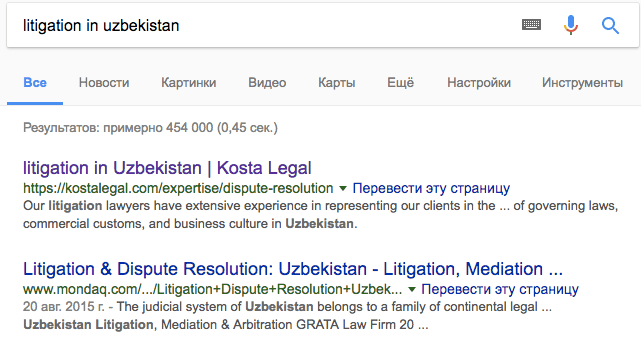 litigation in uzbekistan
Все Новости Картинки Видео Карты Ещё Настройки Инструменты
Результатов: примерно 454 000 (0,45 сек.)
litigation in Uzbekistan | Kosta Legal
https://kostalegal.com/expertise/dispute-resolution Перевести эту страницу
Our litigation lawyers have extensive experience in representing our clients in the ... of governing laws,
commercial customs, and business culture in Uzbekistan.
Litigation & Dispute Resolution: Uzbekistan - Litigation, Mediation ...
www.mondaq.com/.../Litigation+Dispute+Resolution+Uzbek... Перевести эту страницу
20 авг. 2015 г. - The judicial system of Uzbekistan belongs to a family of continental legal ...
Uzbekistan Litigation, Mediation & Arbitration GRATA Law Firm 20 ...